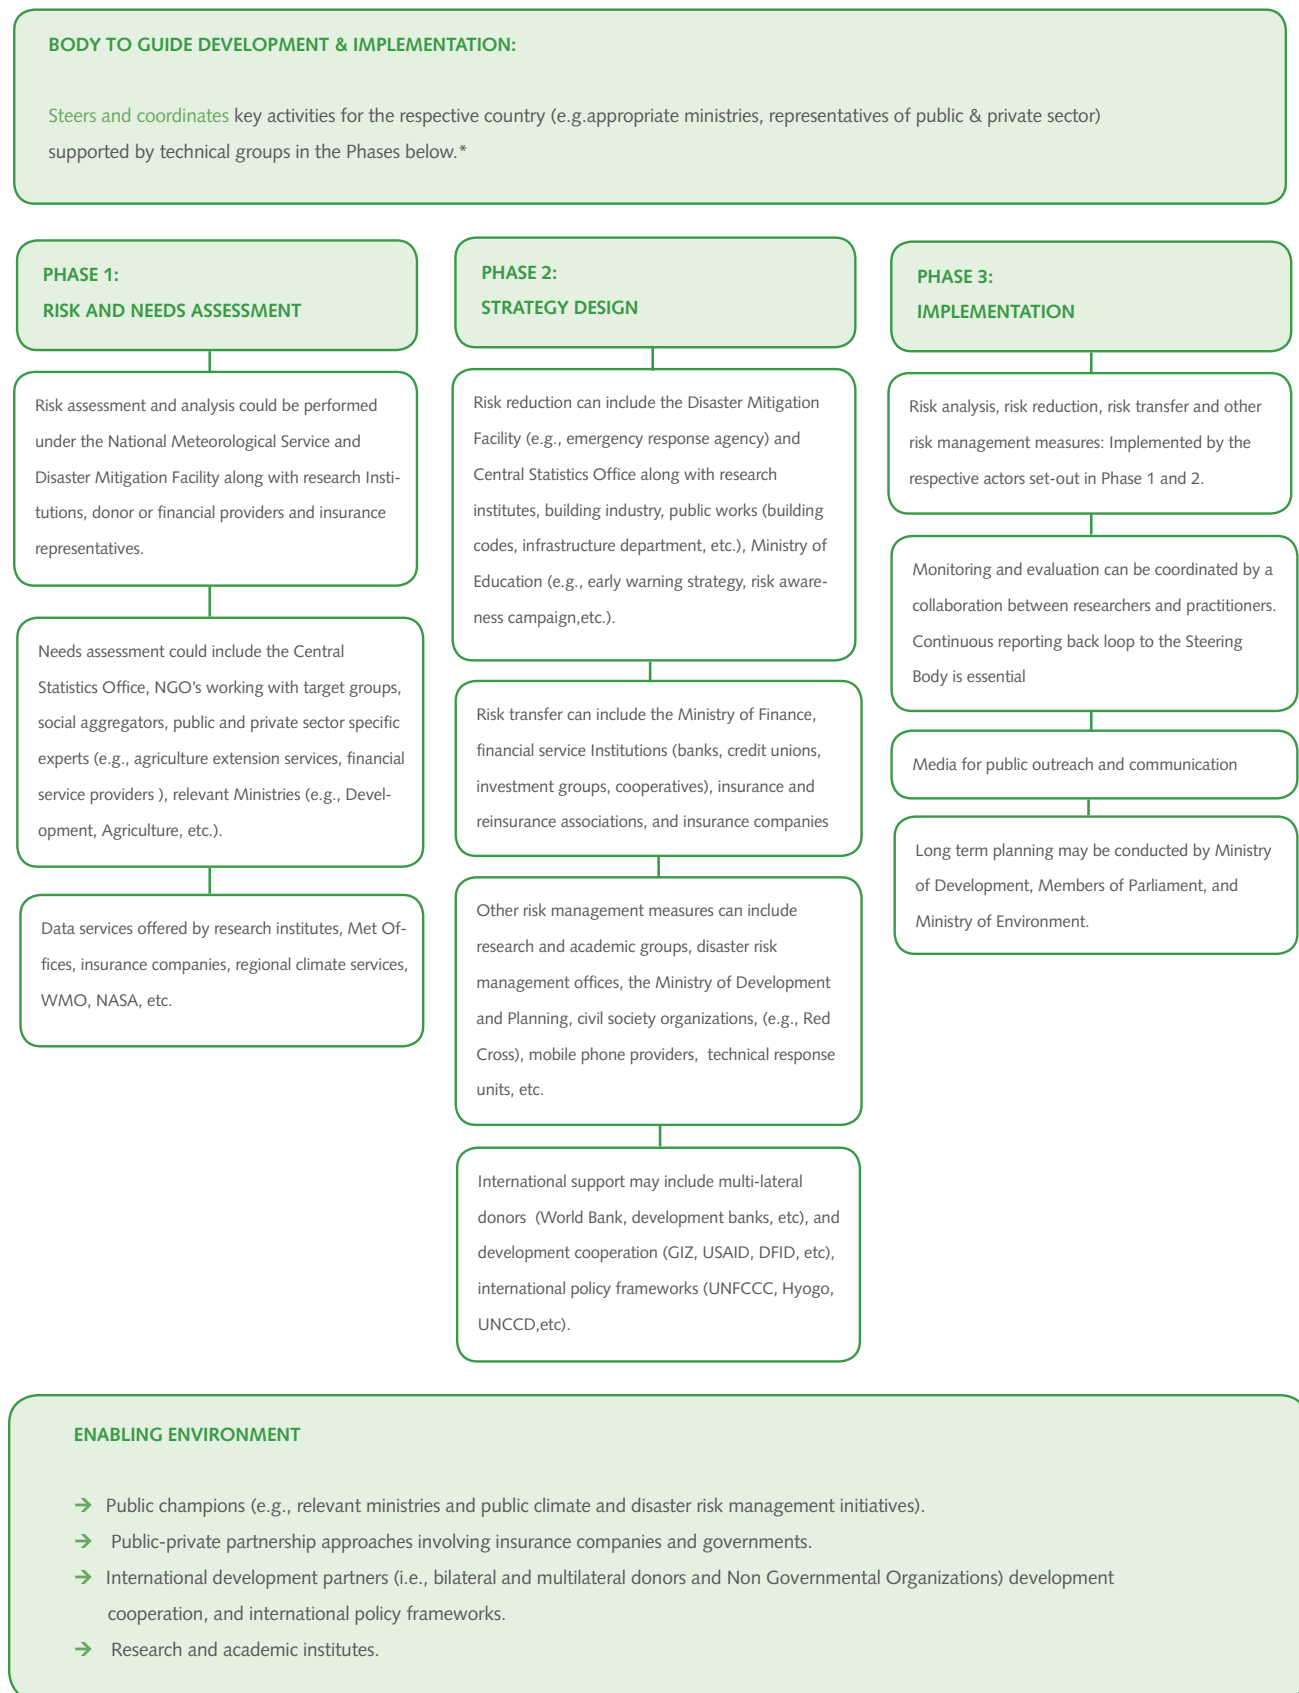 BODY TO GUIDE DEVELOPMENT & IMPLEMENTATION:
Steers and coordinates key activities for the respective country (e.g.appropriate ministries, representatives of public & private sector)
supported by technical groups in the Phases below.*
PHASE 1:
RISK AND NEEDS ASSESSMENT
Risk assessment and analysis could be performed
under the National Meteorological Service and
Disaster Mitigation Facility along with research Insti-
tutions, donor or financial providers and insurance
representatives.
Needs assessment could include the Central
Statistics Office, NGO's working with target groups,
social aggregators, public and private sector specific
experts (e.g., agriculture extension services, financial
service providers ), relevant Ministries (e.g., Devel-
opment, Agriculture, etc.).
Data services offered by research institutes, Met Of-
fices, insurance companies, regional climate services,
WMO, NASA, etc.
PHASE 2:
STRATEGY DESIGN
Risk reduction can include the Disaster Mitigation
Facility (e.g., emergency response agency) and
Central Statistics Office along with research
institutes, building industry, public works (building
codes, infrastructure department, etc.), Ministry of
Education (e.g., early warning strategy, risk aware-
ness campaign,etc.).
Risk transfer can include the Ministry of Finance,
financial service Institutions (banks, credit unions,
investment groups, cooperatives), insurance and
reinsurance associations, and insurance companies
Other risk management measures can include
research and academic groups, disaster risk
management offices, the Ministry of Development
and Planning, civil society organizations, (e.g., Red
Cross), mobile phone providers, technical response
units, etc.
International support may include multi-lateral
donors (World Bank, development banks, etc), and
development cooperation (GIZ, USAID, DFID, etc),
international policy frameworks (UNFCCC, Hyogo,
UNCCD,etc).
PHASE 3:
IMPLEMENTATION
Risk analysis, risk reduction, risk transfer and other
risk management measures: Implemented by the
respective actors set-out in Phase 1 and 2.
Monitoring and evaluation can be coordinated by a
collaboration between researchers and practitioners.
Continuous reporting back loop to the Steering
Body is essential
Media for public outreach and communication
Long term planning may be conducted by Ministry
of Development, Members of Parliament, and
Ministry of Environment.
ENABLING ENVIRONMENT
→ Public champions (e.g., relevant ministries and public climate and disaster risk management initiatives).
→ Public-private partnership approaches involving insurance companies and governments.
→ International development partners (i.e., bilateral and multilateral donors and Non Governmental Organizations) development
cooperation, and international policy frameworks.
→ Research and academic institutes.